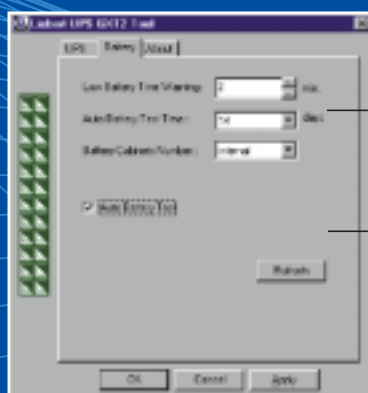 Liebert UPS GXT2 Tool
UPS Battery About
Low Battery Time Warning: 2 min.
Auto Battery Test Time: 14 days
Battery Cabinets Number: Internal
Auto Battery Test
Refresh
OK Cancel Apply